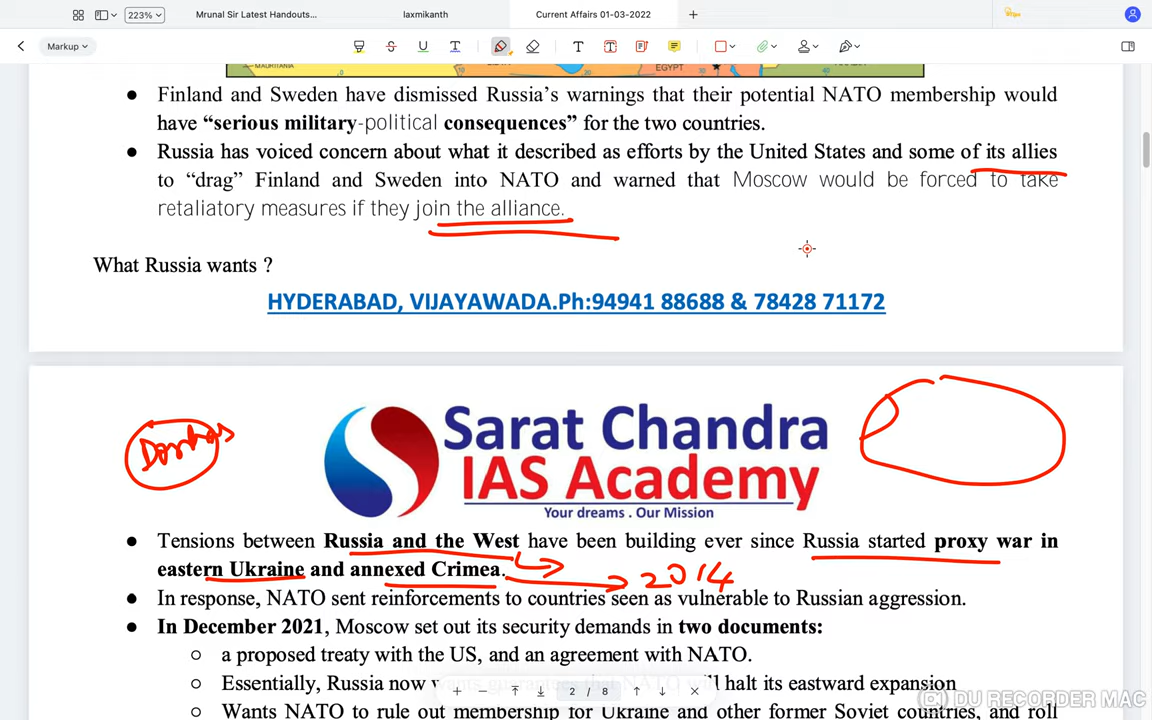 223%
Mrunal Sir Latest Handouts...
laxmikanth
Current Affairs 01-03-2022
Markup
MAURITANIA
EGYPT
● Finland and Sweden have dismissed Russia’s warnings that their potential NATO membership would
have “serious military-political consequences” for the two countries.
● Russia has voiced concern about what it described as efforts by the United States and some of its allies
to “drag” Finland and Sweden into NATO and warned that Moscow would be forced to take
retaliatory measures if they join the alliance.
What Russia wants ?
HYDERABAD, VIJAYAWADA.Ph:94941 88688 & 78428 71172
Sarat Chandra
IAS Academy
Your dreams . Our Mission
● Tensions between Russia and the West have been building ever since Russia started proxy war in
eastern Ukraine and annexed Crimea.
2014
● In response, NATO sent reinforcements to countries seen as vulnerable to Russian aggression.
● In December 2021, Moscow set out its security demands in two documents:
○ a proposed treaty with the US, and an agreement with NATO.
○ Essentially, Russia now wants guarantees that NATO will halt its eastward expansion
2 / 8
DU RECORDER MAC
○ Wants NATO to rule out membership for Ukraine and other former Soviet countries, and roll